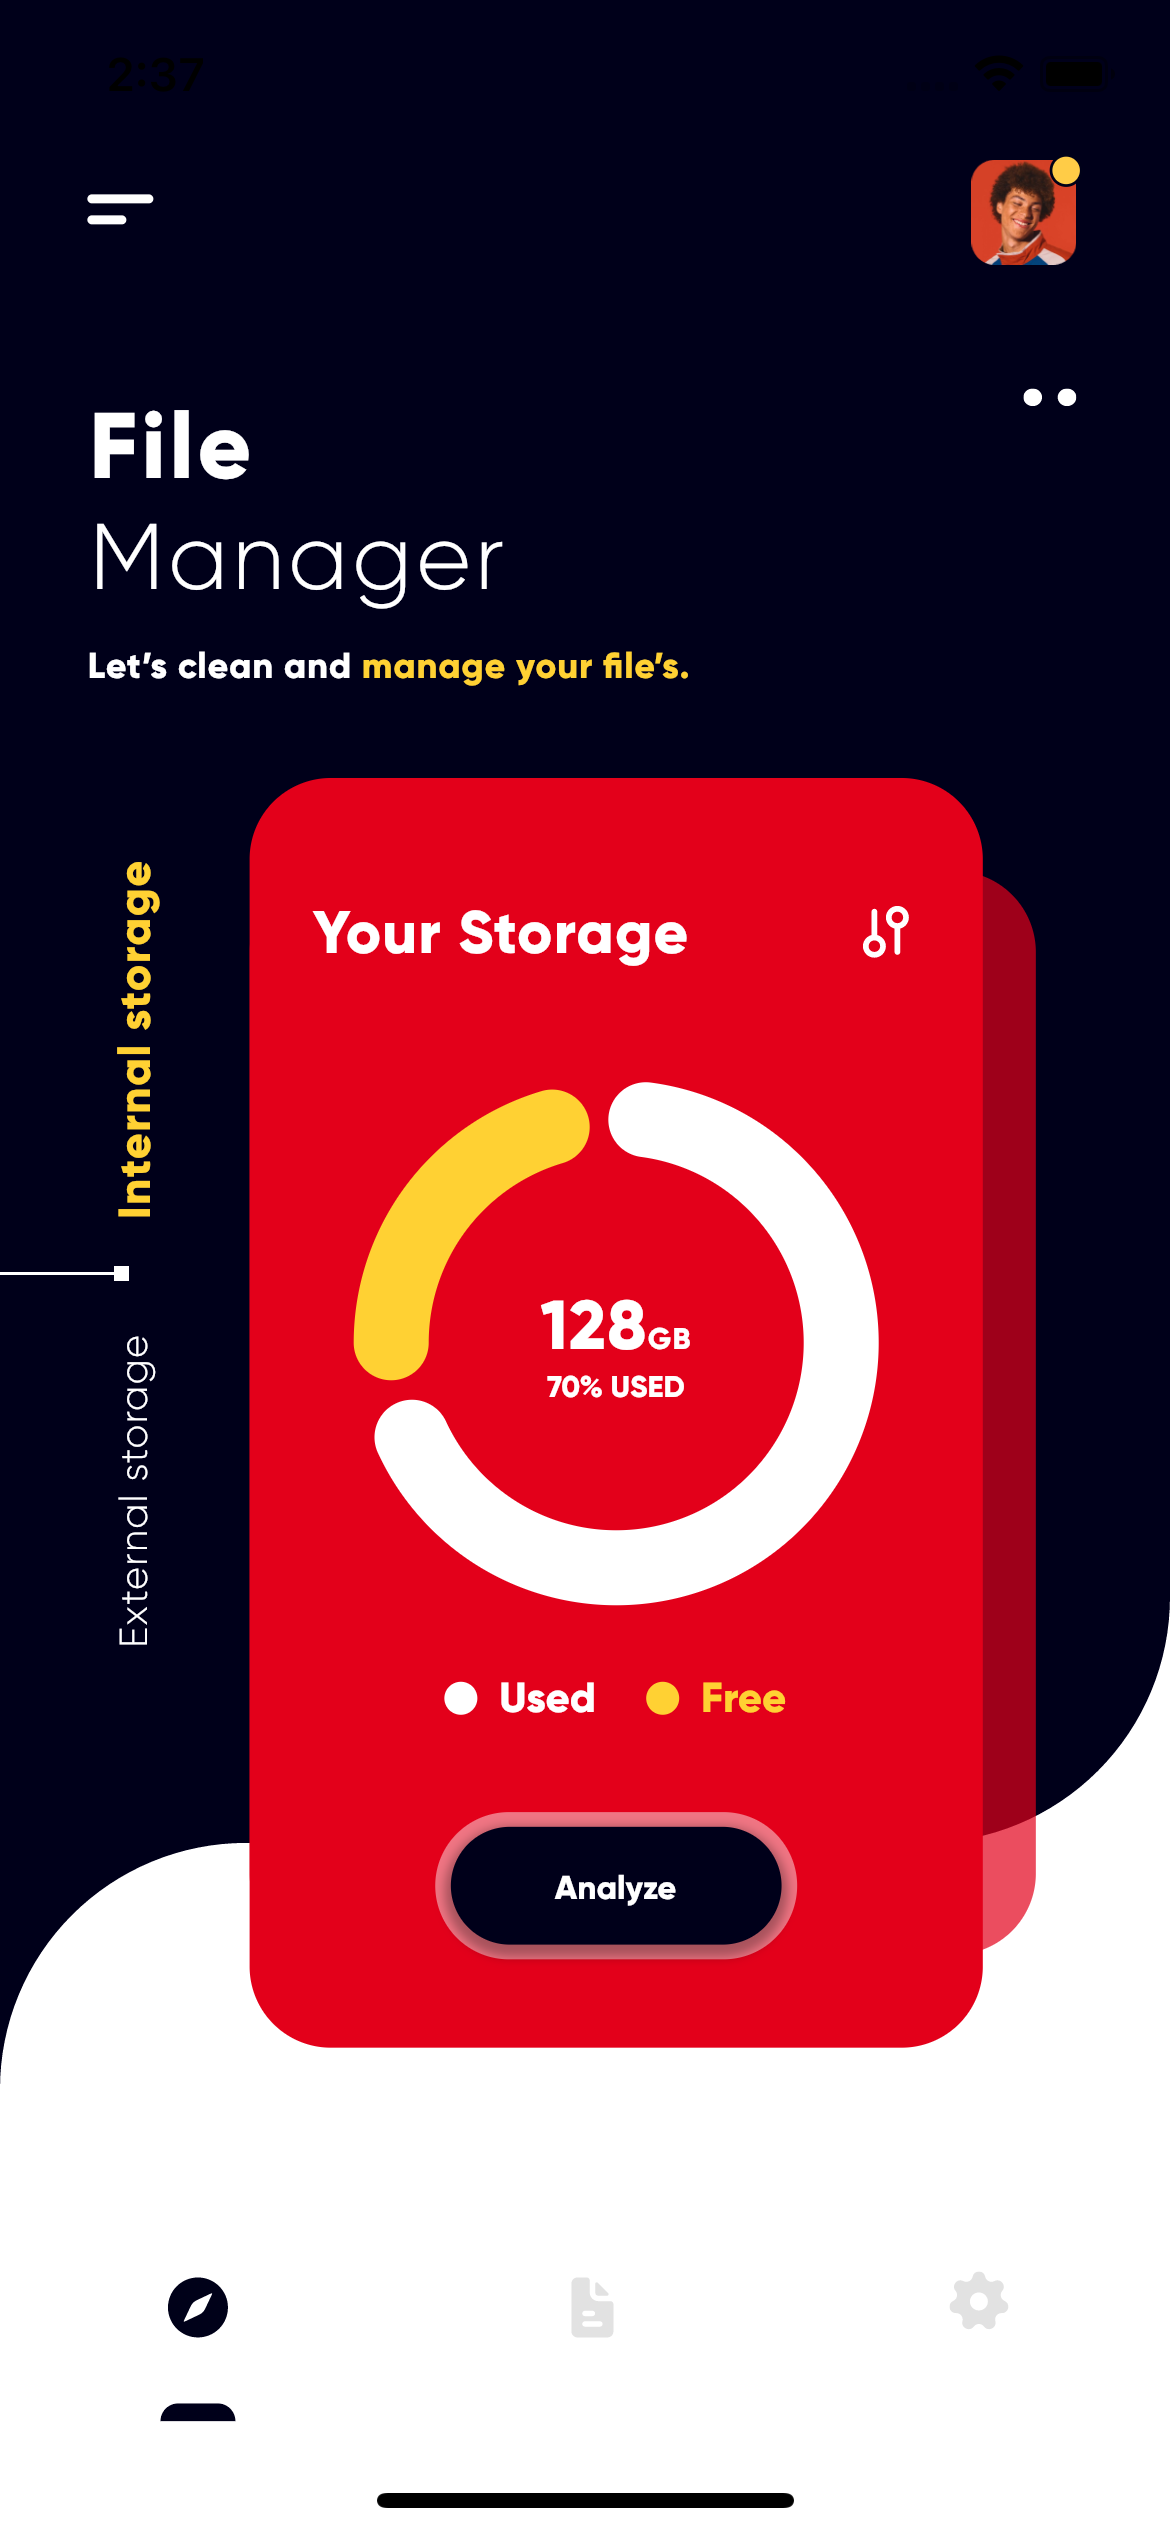 2:37
File
Manager
Let’s clean and manage your file’s.
Internal storage
External storage
Your Storage
128GB
70% USED
Used
Free
Analyze